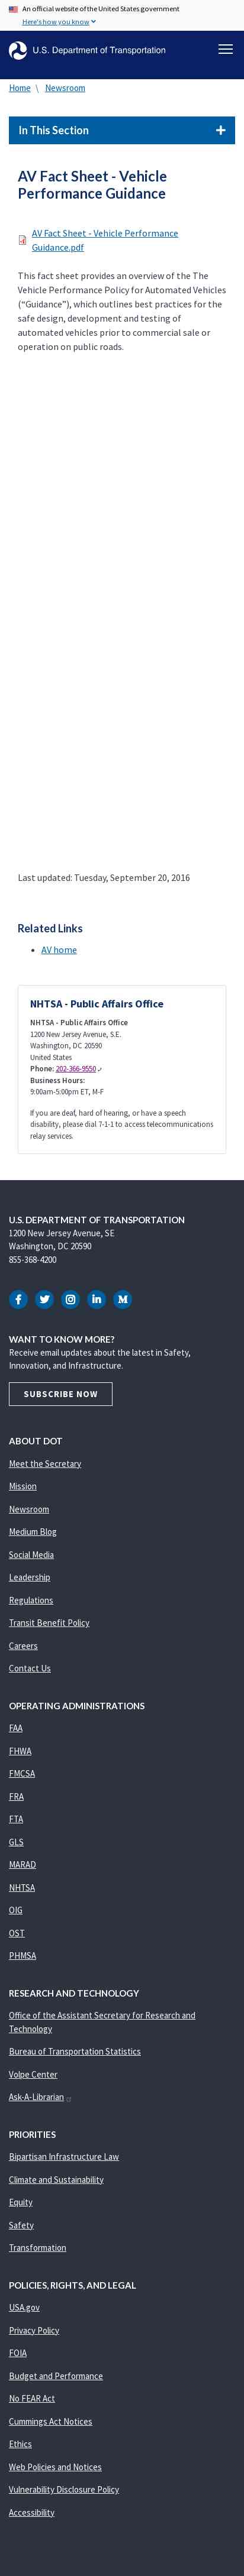 An official website of the United States government
Here's how you know
U.S. Department of Transportation
Home \ Newsroom
In This Section
AV Fact Sheet - Vehicle
Performance Guidance
AV Fact Sheet - Vehicle Performance
Guidance.pdf
This fact sheet provides an overview of the The
Vehicle Performance Policy for Automated Vehicles
(“Guidance”), which outlines best practices for the
safe design, development and testing of
automated vehicles prior to commercial sale or
operation on public roads.
Last updated: Tuesday, September 20, 2016
Related Links
AV home
NHTSA - Public Affairs Office
NHTSA - Public Affairs Office
1200 New Jersey Avenue, S.E.
Washington, DC 20590
United States
Phone: 202-366-9550
Business Hours:
9:00am-5:00pm ET, M-F
If you are deaf, hard of hearing, or have a speech
disability, please dial 7-1-1 to access telecommunications
relay services.
U.S. DEPARTMENT OF TRANSPORTATION
1200 New Jersey Avenue, SE
Washington, DC 20590
855-368-4200
WANT TO KNOW MORE?
Receive email updates about the latest in Safety,
Innovation, and Infrastructure.
SUBSCRIBE NOW
ABOUT DOT
Meet the Secretary
Mission
Newsroom
Medium Blog
Social Media
Leadership
Regulations
Transit Benefit Policy
Careers
Contact Us
OPERATING ADMINISTRATIONS
FAA
FHWA
FMCSA
FRA
FTA
GLS
MARAD
NHTSA
OIG
OST
PHMSA
RESEARCH AND TECHNOLOGY
Office of the Assistant Secretary for Research and
Technology
Bureau of Transportation Statistics
Volpe Center
Ask-A-Librarian
PRIORITIES
Bipartisan Infrastructure Law
Climate and Sustainability
Equity
Safety
Transformation
POLICIES, RIGHTS, AND LEGAL
USA.gov
Privacy Policy
FOIA
Budget and Performance
No FEAR Act
Cummings Act Notices
Ethics
Web Policies and Notices
Vulnerability Disclosure Policy
Accessibility